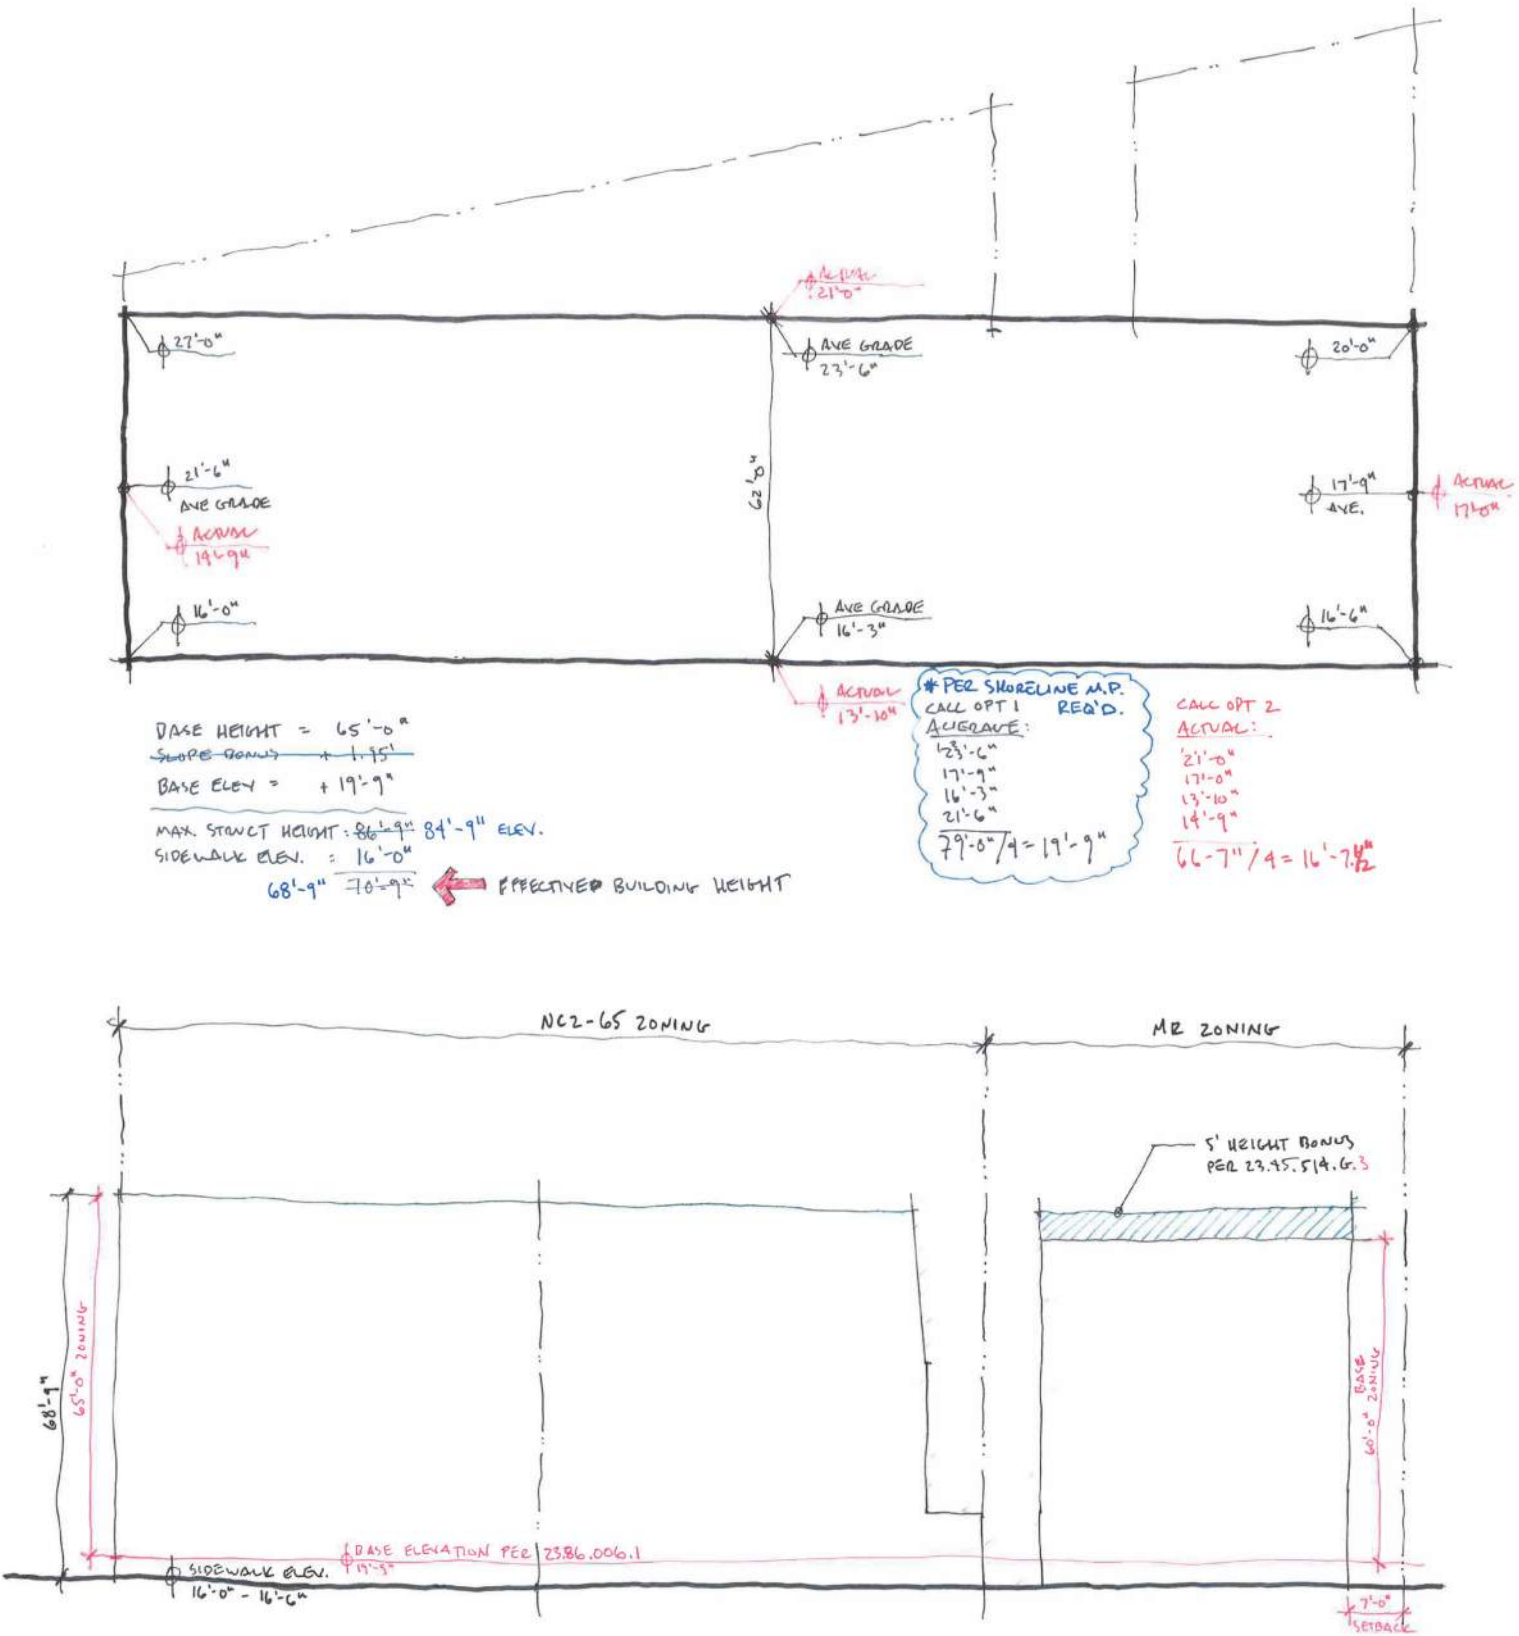 ACTUAL
21'-0"
27'-0"
AVE GRADE
23'-6"
20'-0"
21'-6"
AVE GRADE
ACTUAL
14'-9"
62'-0"
17'-9"
AVE.
ACTUAL
17'-0"
16'-0"
AVE GRADE
16'-3"
16'-6"
ACTUAL
13'-10"
BASE HEIGHT = 65'-0"
SLOPE BONUS + 1.95'
BASE ELEV = + 19'-9"
MAX. STRUCT HEIGHT: 86'-9" 84'-9" ELEV.
SIDEWALK ELEV. : 16'-0"
68'-9" 70'-9" EFFECTIVE BUILDING HEIGHT
* PER SHORELINE M.P.
CALC OPT 1 REQ'D.
AVERAGE:
23'-6"
17'-9"
16'-3"
21'-6"
79'-0"/4 = 19'-9"
CALC OPT 2
ACTUAL:
21'-0"
17'-0"
13'-10"
14'-9"
66-7"/4 = 16'-7 1/2"
NC2-65 ZONING
MR ZONING
5' HEIGHT BONUS
PER 23.45.514.G.3
68'-9"
65'-0" ZONING
60'-0" BASE
ZONING
BASE ELEVATION PER 23.86.006.1
SIDEWALK ELEV.
16'-0" - 16'-6"
7'-0"
SETBACK